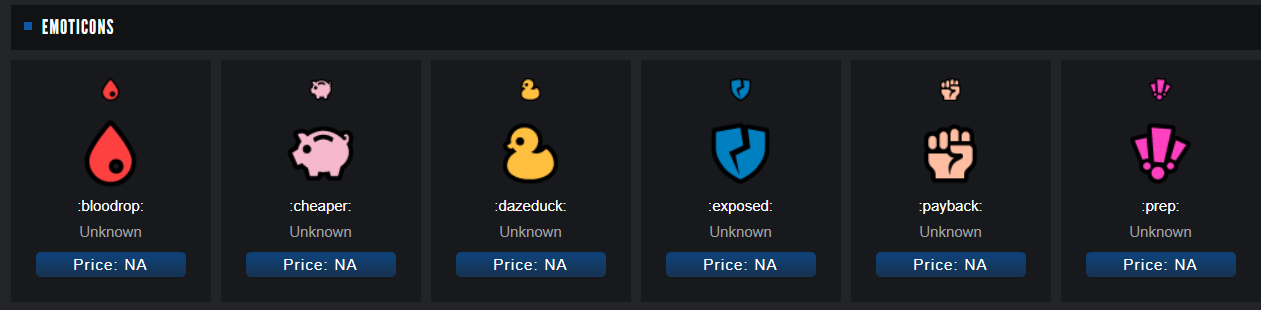 EMOTICONS
:bloodrop: :cheaper: :dazeduck: :exposed: :payback: :prep:
Unknown Unknown Unknown Unknown Unknown Unknown
Price: NA Price: NA Price: NA Price: NA Price: NA Price: NA